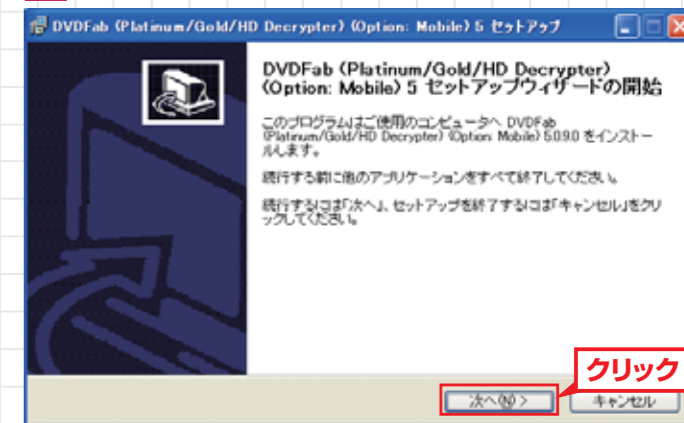 DVDFab (Platinum/Gold/HD Decrypter) (Option: Mobile) 5 セットアップ
DVDFab (Platinum/Gold/HD Decrypter)
(Option: Mobile) 5 セットアップウィザードの開始
このプログラムはご使用のコンピュータへ DVDFab
(Platinum/Gold/HD Decrypter) (Option: Mobile) 5.0.9.0 をインストー
ルします。
続行する前に他のアプリケーションをすべて終了してください。
続行するには「次へ」、セットアップを終了するには「キャンセル」をクリ
ックしてください。
クリック
次へ(N) >
キャンセル